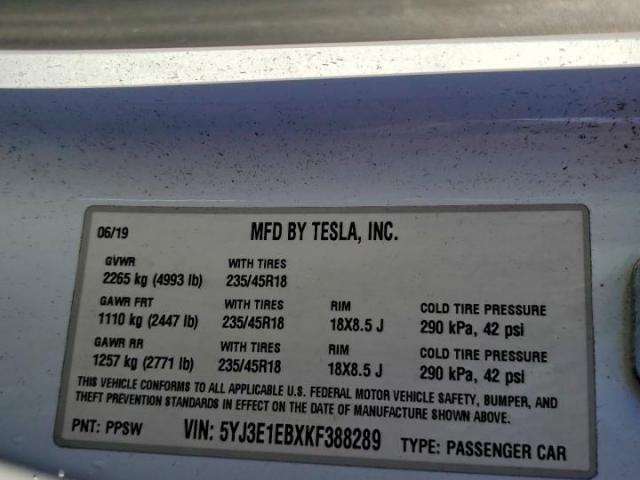 06/19 MFD BY TESLA, INC.
GVWR WITH TIRES
2265 kg (4993 lb) 235/45R18
GAWR FRT WITH TIRES RIM COLD TIRE PRESSURE
1110 kg (2447 lb) 235/45R18 18X8.5 J 290 kPa, 42 psi
GAWR RR WITH TIRES RIM COLD TIRE PRESSURE
1257 kg (2771 lb) 235/45R18 18X8.5 J 290 kPa, 42 psi
THIS VEHICLE CONFORMS TO ALL APPLICABLE U.S. FEDERAL MOTOR VEHICLE SAFETY, BUMPER, AND
THEFT PREVENTION STANDARDS IN EFFECT ON THE DATE OF MANUFACTURE SHOWN ABOVE.
PNT: PPSW VIN: 5YJ3E1EBXKF388289 TYPE: PASSENGER CAR